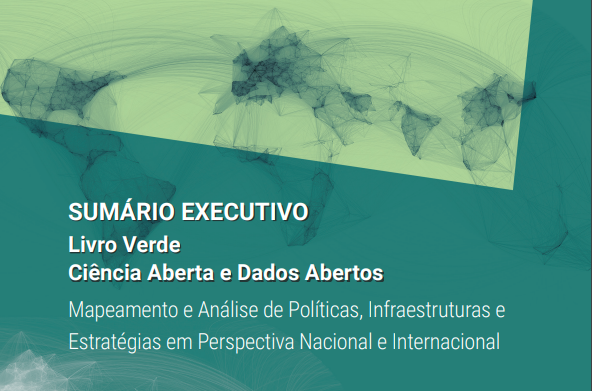 SUMÁRIO EXECUTIVO
Livro Verde
Ciência Aberta e Dados Abertos
Mapeamento e Análise de Políticas, Infraestruturas e
Estratégias em Perspectiva Nacional e Internacional